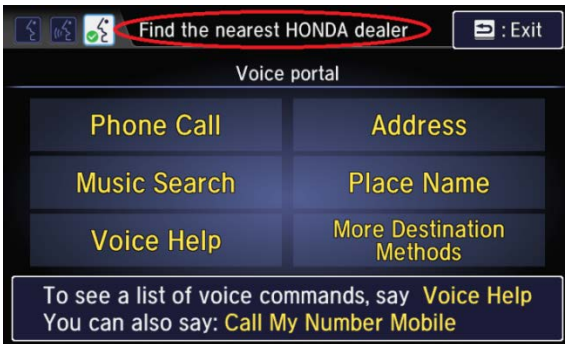 Find the nearest HONDA dealer
: Exit
Voice portal
Phone Call
Address
Music Search
Place Name
Voice Help
More Destination
Methods
To see a list of voice commands, say Voice Help
You can also say: Call My Number Mobile